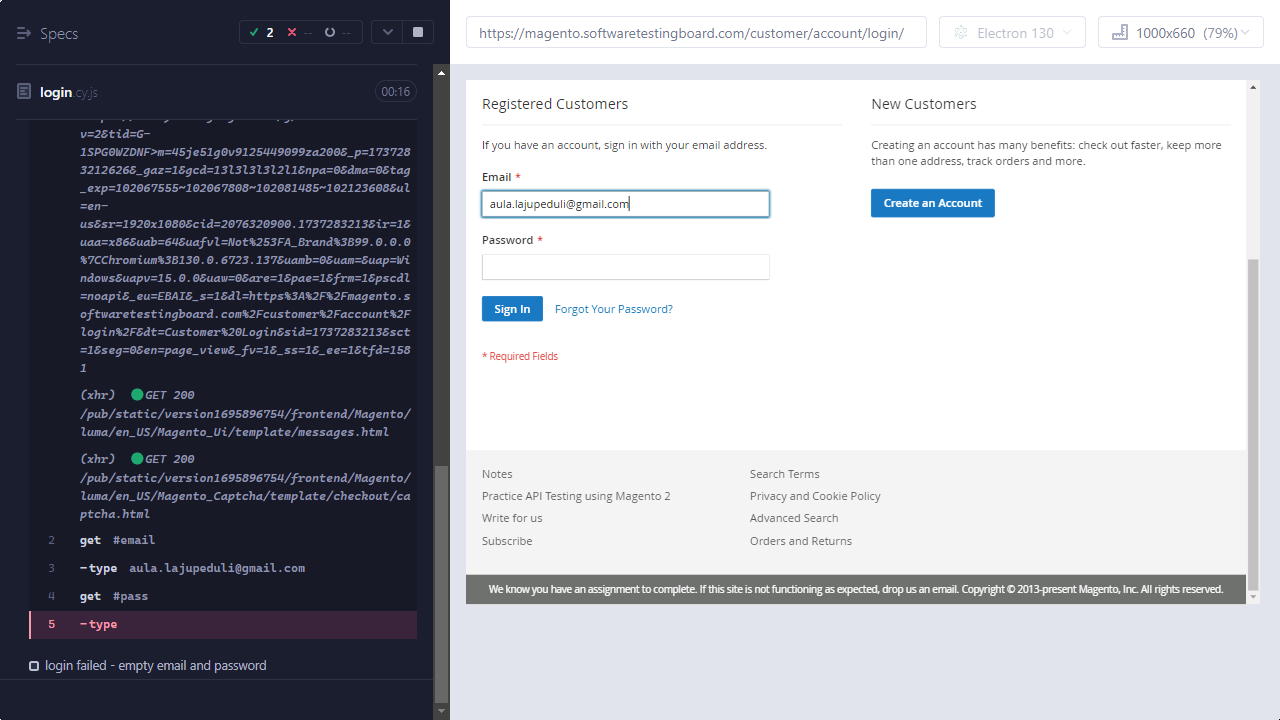 Specs
2
--
--
https://magento.softwaretestingboard.com/customer/account/login/
Electron 130
1000x660 (79%)
login.cy.js
00:16
v=2&tid=G-
1SPG0WZDNF>m=45je51g0v9125449099za200&_p=173728
3212626&_gaz=1&gcd=13l3l3l3l2l1&npa=0&dma=0&tag
_exp=102067555~102067808~102081485~102123608&ul
=en-
us&sr=1920x1080&cid=2076320900.1737283213&ir=1&
uaa=x86&uab=64&uafvl=Not%253FA_Brand%3B99.0.0.0
%7CChromium%3B130.0.6723.137&uamb=0&uam=&uap=Wi
ndows&uapv=15.0.0&uaw=0&are=1&pae=1&frm=1&pscdl
=noapi&_eu=EBAI&_s=1&dl=https%3A%2F%2Fmagento.s
oftwaretestingboard.com%2Fcustomer%2Faccount%2F
login%2F&dt=Customer%20Login&sid=1737283213&sct
=1&seg=0&en=page_view&_fv=1&_ss=1&_ee=1&tfd=158
1
(xhr) GET 200
/pub/static/version1695896754/frontend/Magento/
luma/en_US/Magento_Ui/template/messages.html
(xhr) GET 200
/pub/static/version1695896754/frontend/Magento/
luma/en_US/Magento_Captcha/template/checkout/ca
ptcha.html
2 get #email
3 -type aula.lajupeduli@gmail.com
4 get #pass
5 -type
login failed - empty email and password
Registered Customers
If you have an account, sign in with your email address.
Email *
aula.lajupeduli@gmail.com
Password *
Sign In
Forgot Your Password?
* Required Fields
New Customers
Creating an account has many benefits: check out faster, keep more
than one address, track orders and more.
Create an Account
Notes
Practice API Testing using Magento 2
Write for us
Subscribe
Search Terms
Privacy and Cookie Policy
Advanced Search
Orders and Returns
We know you have an assignment to complete. If this site is not functioning as expected, drop us an email. Copyright © 2013-present Magento, Inc. All rights reserved.